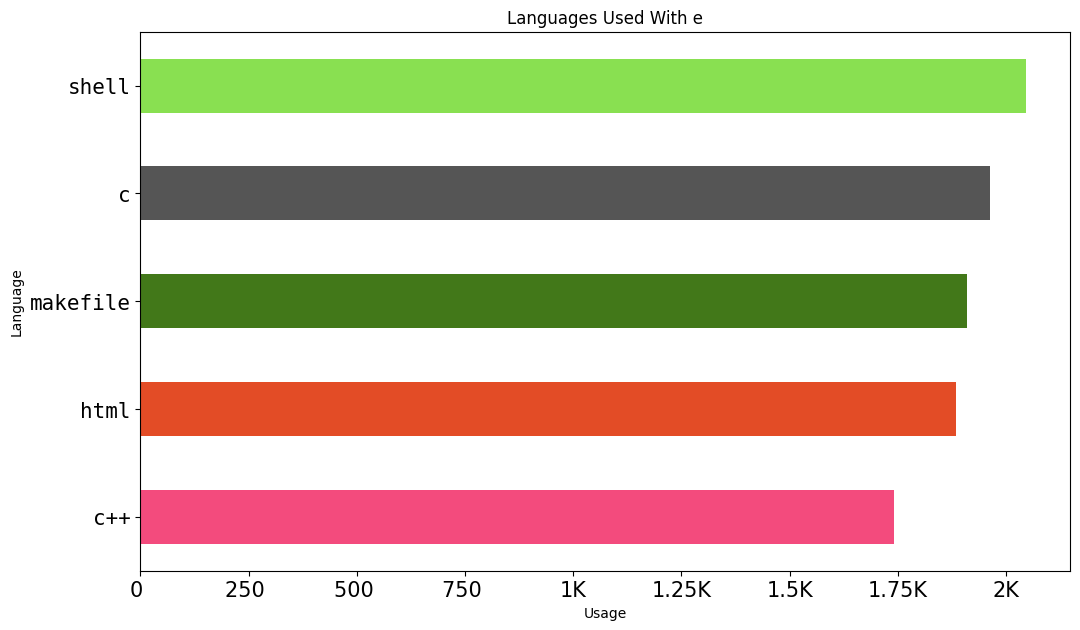 Languages Used With e
shell
c
makefile
html
c++
Language
0 250 500 750 1K 1.25K 1.5K 1.75K 2K
Usage